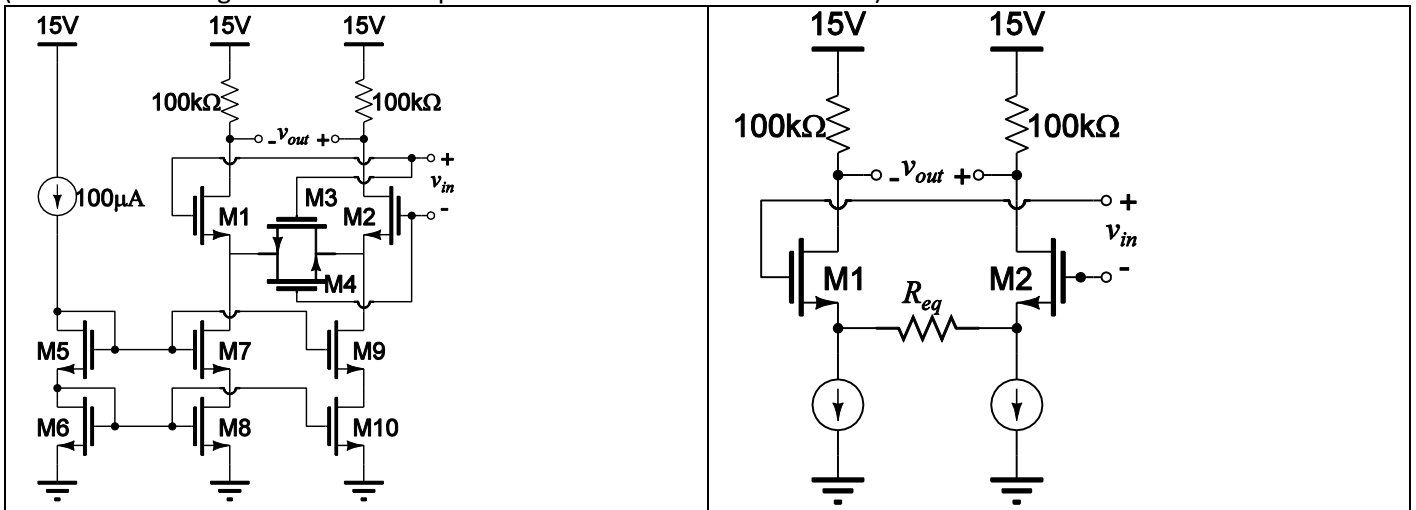 15V 15V 15V
100kΩ 100kΩ
- vout +
+
vin
-
100μA
M3
M1 M2
M4
M5 M7 M9
M6 M8 M10
15V 15V
100kΩ 100kΩ
- vout +
+
vin
-
M1 M2
Req